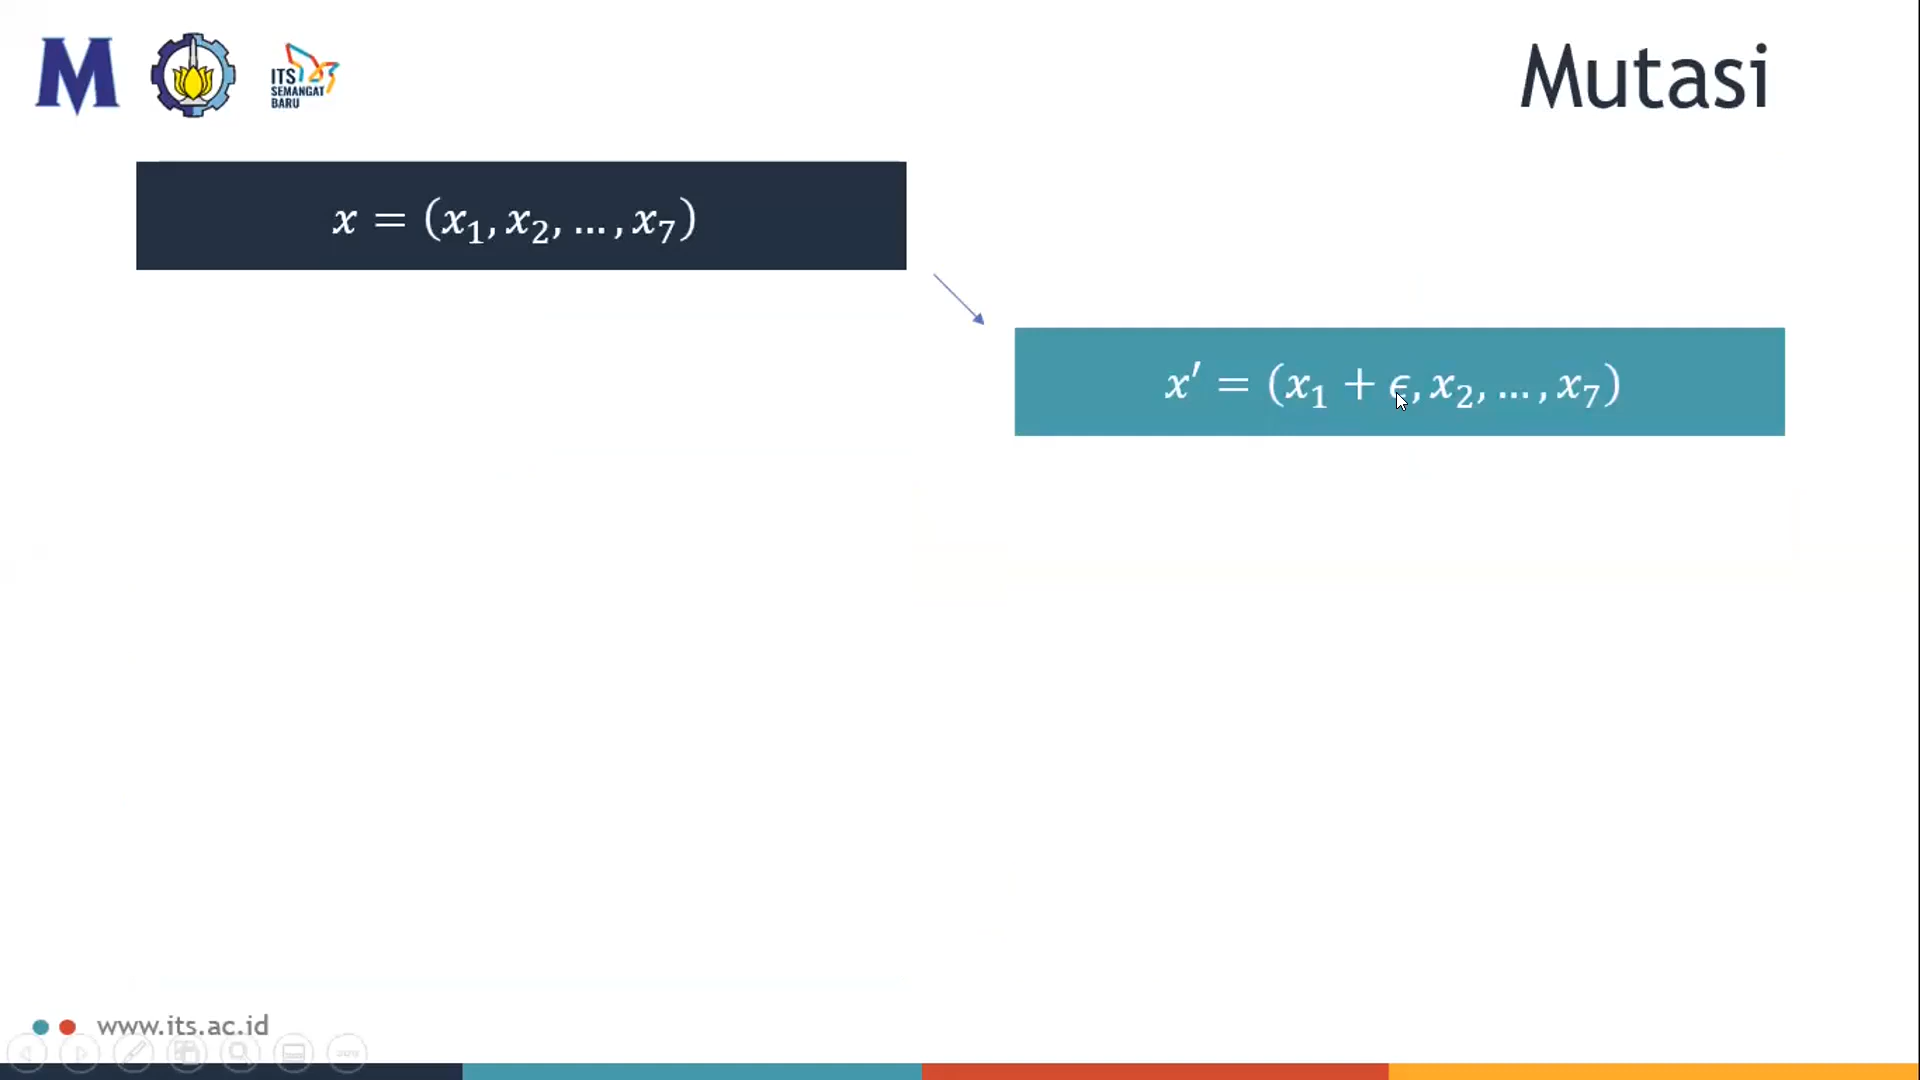 M
ITS
SEMANGAT
BARU
Mutasi
x = (x₁, x₂, … , x₇)
x′ = (x₁ + ϵ, x₂, … , x₇)
www.its.ac.id